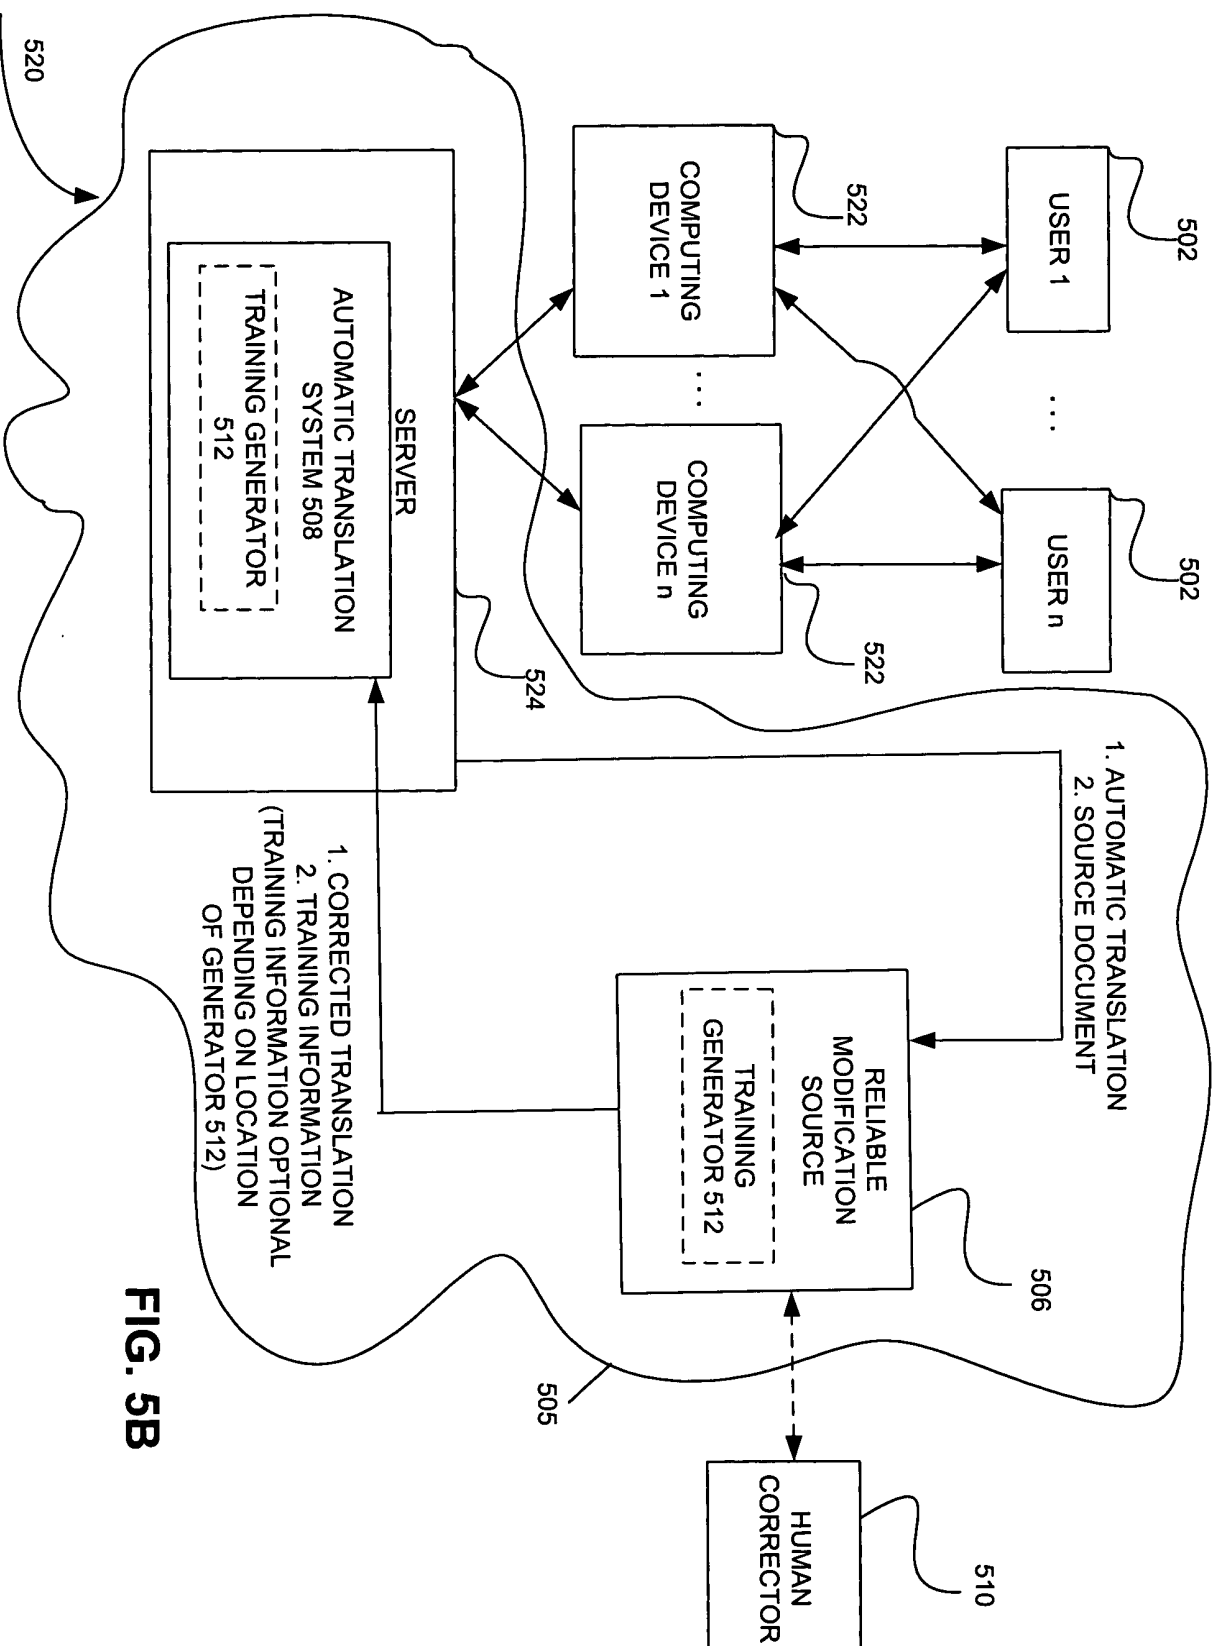 502
USER 1
. . .
502
USER n
522
COMPUTING
DEVICE 1
. . .
COMPUTING
DEVICE n
522
SERVER
524
AUTOMATIC TRANSLATION
SYSTEM 508
TRAINING GENERATOR
512
520
1. AUTOMATIC TRANSLATION
2. SOURCE DOCUMENT
RELIABLE
MODIFICATION
SOURCE
TRAINING
GENERATOR 512
506
1. CORRECTED TRANSLATION
2. TRAINING INFORMATION
(TRAINING INFORMATION OPTIONAL
DEPENDING ON LOCATION
OF GENERATOR 512)
505
510
HUMAN
CORRECTOR
FIG. 5B